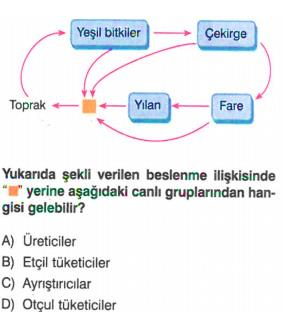 Yeşil bitkiler
Çekirge
Toprak
Yılan
Fare
Yukarıda şekli verilen beslenme ilişkisinde
"■" yerine aşağıdaki canlı gruplarından han-
gisi gelebilir?
A) Üreticiler
B) Etçil tüketiciler
C) Ayrıştırıcılar
D) Otçul tüketiciler